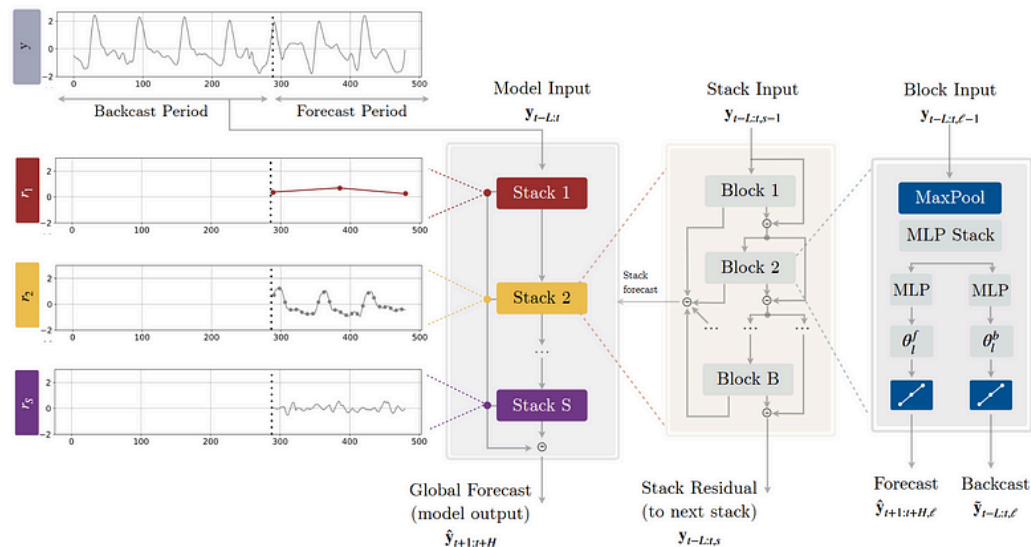 y
2
0
−2
0
100
200
300
400
500
Backcast Period
Forecast Period
r₁
2
0
−2
0
100
200
300
400
500
r₂
2
0
−2
0
100
200
300
400
500
r_S
2
0
−2
0
100
200
300
400
500
Model Input
y_{t−L:t}
Stack 1
Stack 2
...
Stack S
Global Forecast
(model output)
ŷ_{t+1:t+H}
Stack Input
y_{t−L:t,s−1}
Block 1
Block 2
Stack
forecast
... ... ...
Block B
Stack Residual
(to next stack)
y_{t−L:t,s}
Block Input
y_{t−L:t,ℓ−1}
MaxPool
MLP Stack
MLP MLP
θ_l^f θ_l^b
Forecast Backcast
ŷ_{t+1:t+H,ℓ} ỹ_{t−L:t,ℓ}